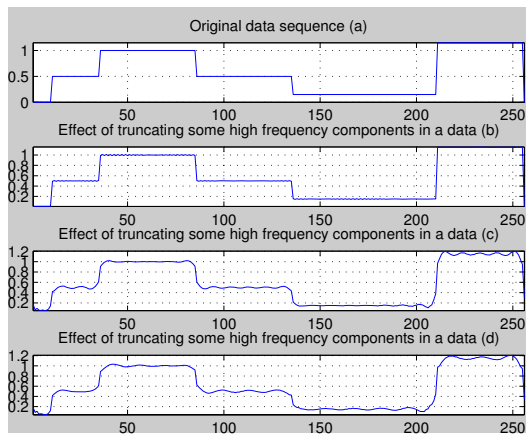 Original data sequence (a)
1
0.5
0
50 100 150 200 250
Effect of truncating some high frequency components in a data (b)
1
0.8
0.6
0.4
0.2
50 100 150 200 250
Effect of truncating some high frequency components in a data (c)
1.2
1
0.8
0.6
0.4
0.2
50 100 150 200 250
Effect of truncating some high frequency components in a data (d)
1.2
1
0.8
0.6
0.4
0.2
50 100 150 200 250